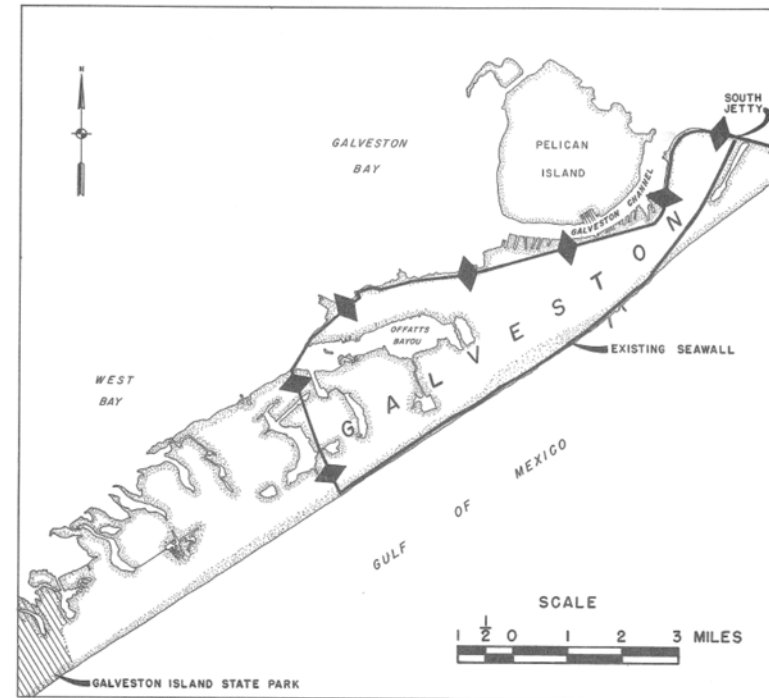 N
SOUTH
JETTY
GALVESTON
BAY
PELICAN
ISLAND
GALVESTON CHANNEL
GALVESTON
OFFATTS
BAYOU
EXISTING SEAWALL
WEST
BAY
GULF OF MEXICO
SCALE
1 1/2 0 1 2 3 MILES
GALVESTON ISLAND STATE PARK